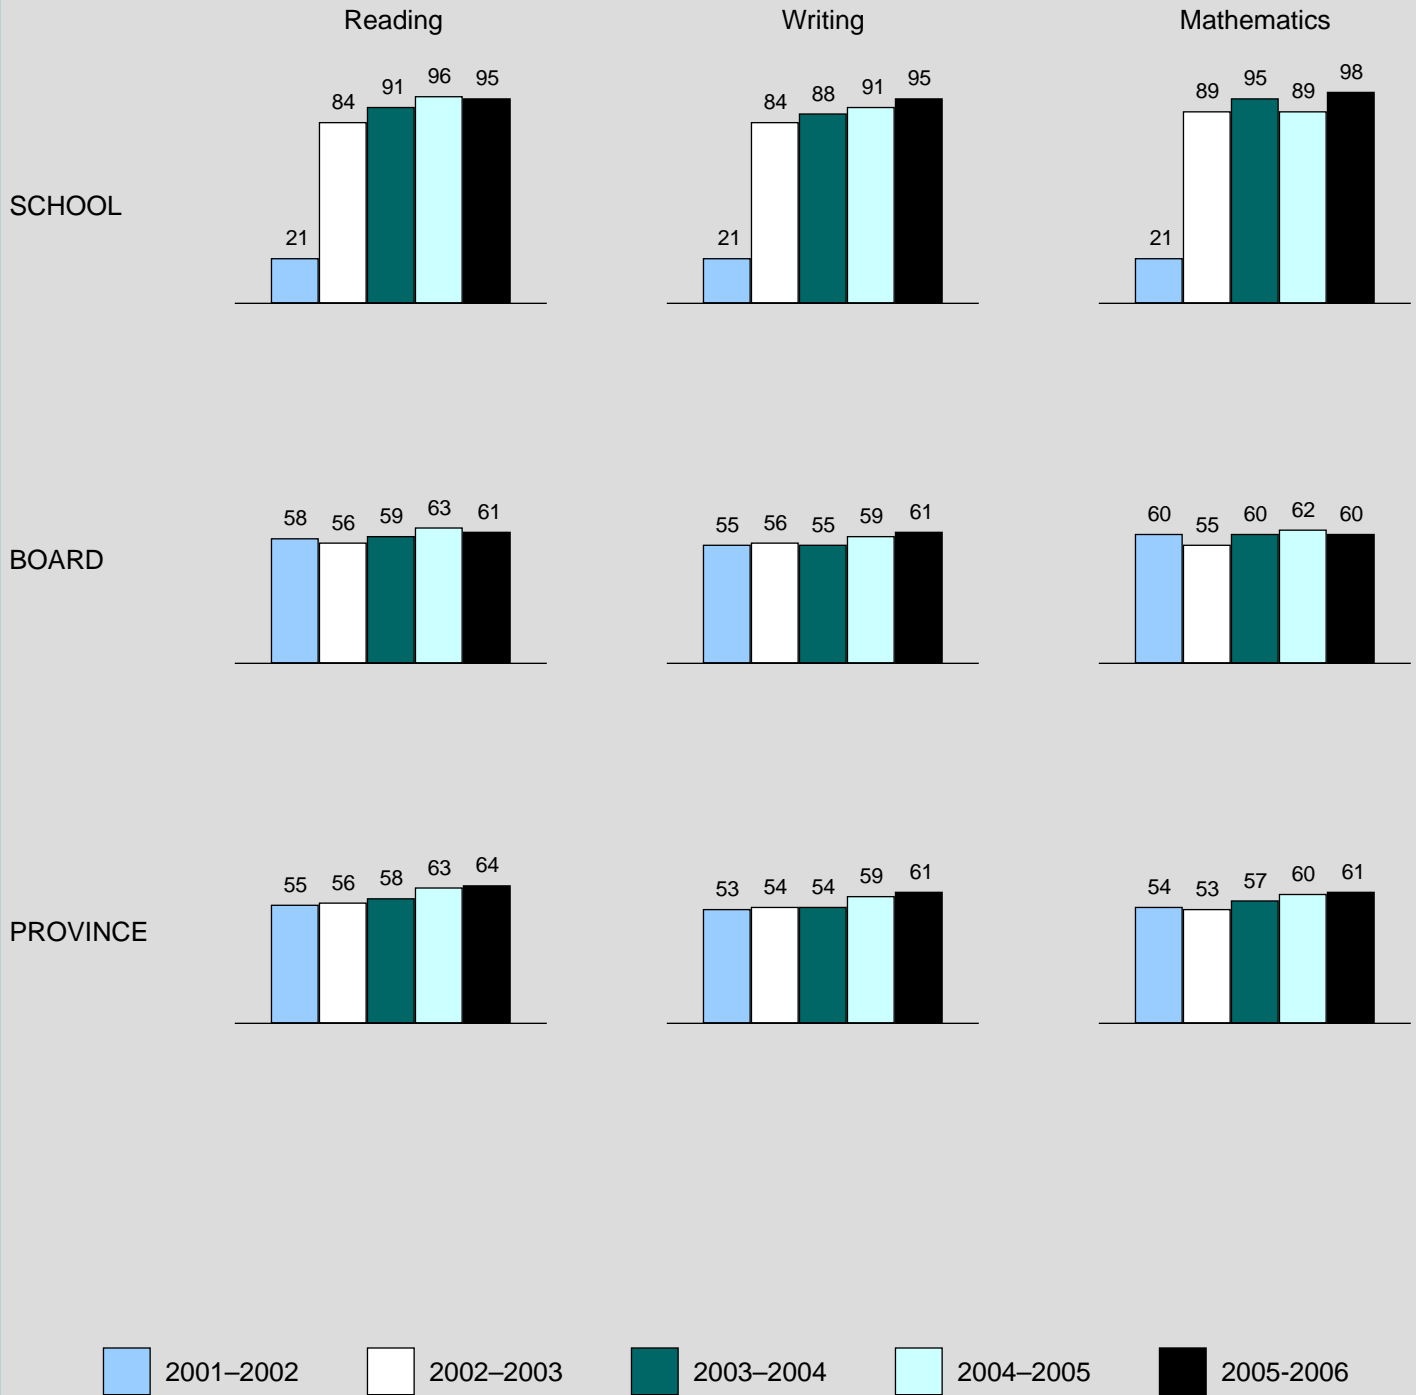 Reading Writing Mathematics
84 91 96 95
84 88 91 95
89 95 89 98
SCHOOL
21
21
21
58 56 59 63 61
55 56 55 59 61
60 55 60 62 60
BOARD
55 56 58 63 64
53 54 54 59 61
54 53 57 60 61
PROVINCE
2001–2002 2002–2003 2003–2004 2004–2005 2005-2006